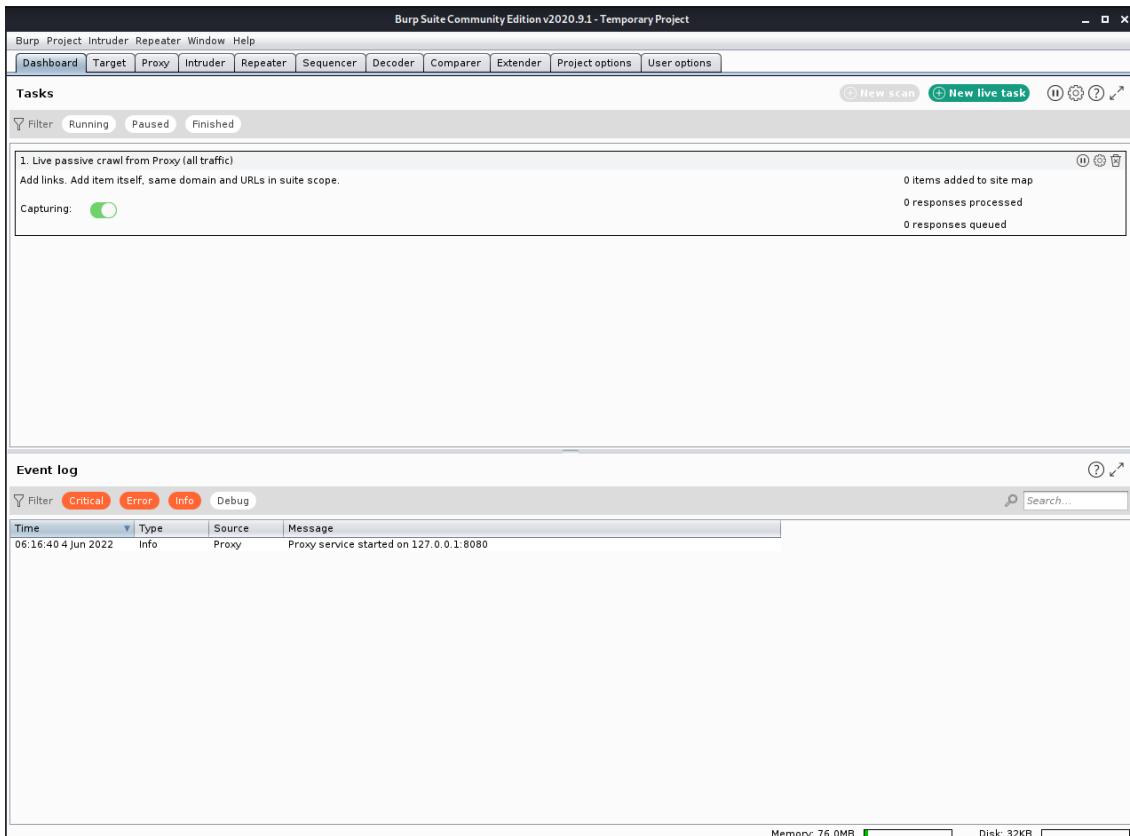 Burp Suite Community Edition v2020.9.1 - Temporary Project
Burp Project Intruder Repeater Window Help
Dashboard Target Proxy Intruder Repeater Sequencer Decoder Comparer Extender Project options User options
Tasks New scan New live task
Filter Running Paused Finished
1. Live passive crawl from Proxy (all traffic)
Add links. Add item itself, same domain and URLs in suite scope. 0 items added to site map
Capturing: 0 responses processed
0 responses queued
Event log
Filter Critical Error Info Debug Search...
Time Type Source Message
06:16:40 4 Jun 2022 Info Proxy Proxy service started on 127.0.0.1:8080
Memory: 76.0MB Disk: 32KB